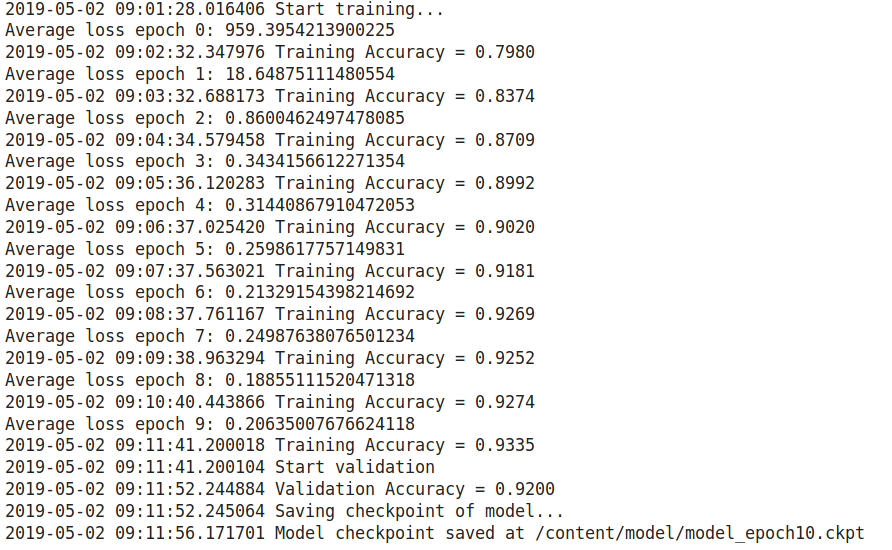 2019-05-02 09:01:28.016406 Start training...
Average loss epoch 0: 959.3954213900225
2019-05-02 09:02:32.347976 Training Accuracy = 0.7980
Average loss epoch 1: 18.64875111480554
2019-05-02 09:03:32.688173 Training Accuracy = 0.8374
Average loss epoch 2: 0.8600462497478085
2019-05-02 09:04:34.579458 Training Accuracy = 0.8709
Average loss epoch 3: 0.3434156612271354
2019-05-02 09:05:36.120283 Training Accuracy = 0.8992
Average loss epoch 4: 0.31440867910472053
2019-05-02 09:06:37.025420 Training Accuracy = 0.9020
Average loss epoch 5: 0.2598617757149831
2019-05-02 09:07:37.563021 Training Accuracy = 0.9181
Average loss epoch 6: 0.21329154398214692
2019-05-02 09:08:37.761167 Training Accuracy = 0.9269
Average loss epoch 7: 0.24987638076501234
2019-05-02 09:09:38.963294 Training Accuracy = 0.9252
Average loss epoch 8: 0.18855111520471318
2019-05-02 09:10:40.443866 Training Accuracy = 0.9274
Average loss epoch 9: 0.20635007676624118
2019-05-02 09:11:41.200018 Training Accuracy = 0.9335
2019-05-02 09:11:41.200104 Start validation
2019-05-02 09:11:52.244884 Validation Accuracy = 0.9200
2019-05-02 09:11:52.245064 Saving checkpoint of model...
2019-05-02 09:11:56.171701 Model checkpoint saved at /content/model/model_epoch10.ckpt